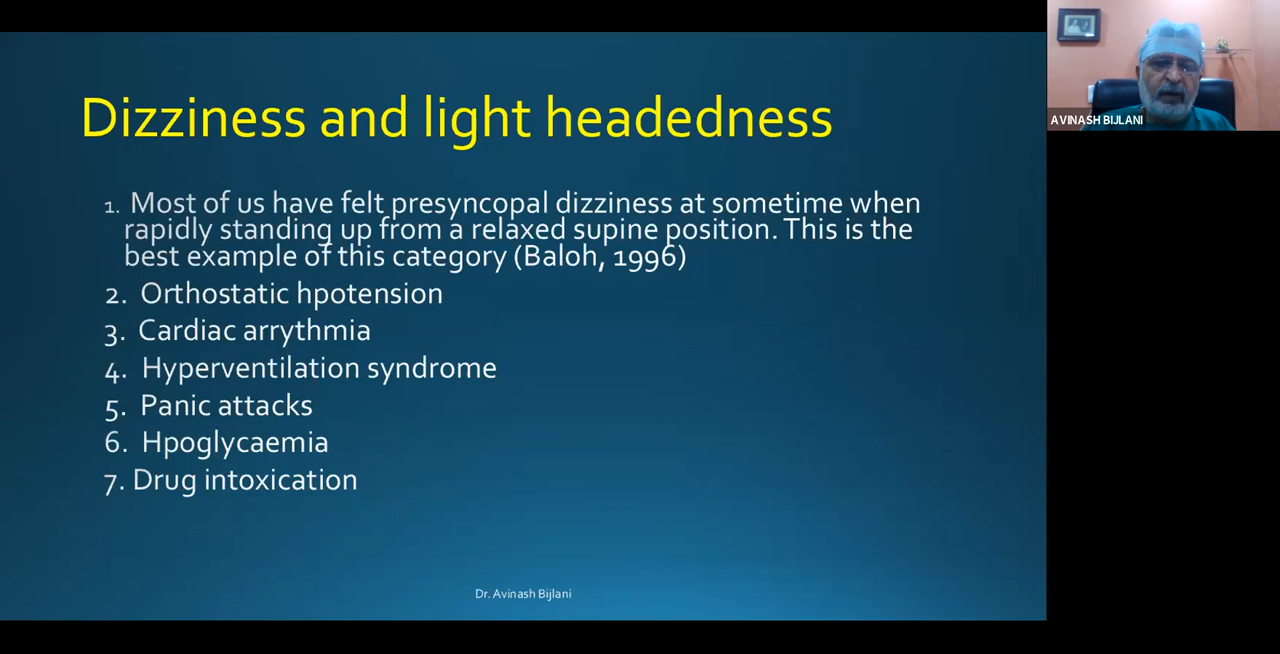 Dizziness and light headedness
1. Most of us have felt presyncopal dizziness at sometime when
rapidly standing up from a relaxed supine position. This is the
best example of this category (Baloh, 1996)
2. Orthostatic hpotension
3. Cardiac arrythmia
4. Hyperventilation syndrome
5. Panic attacks
6. Hpoglycaemia
7. Drug intoxication
Dr. Avinash Bijlani
AVINASH BIJLANI